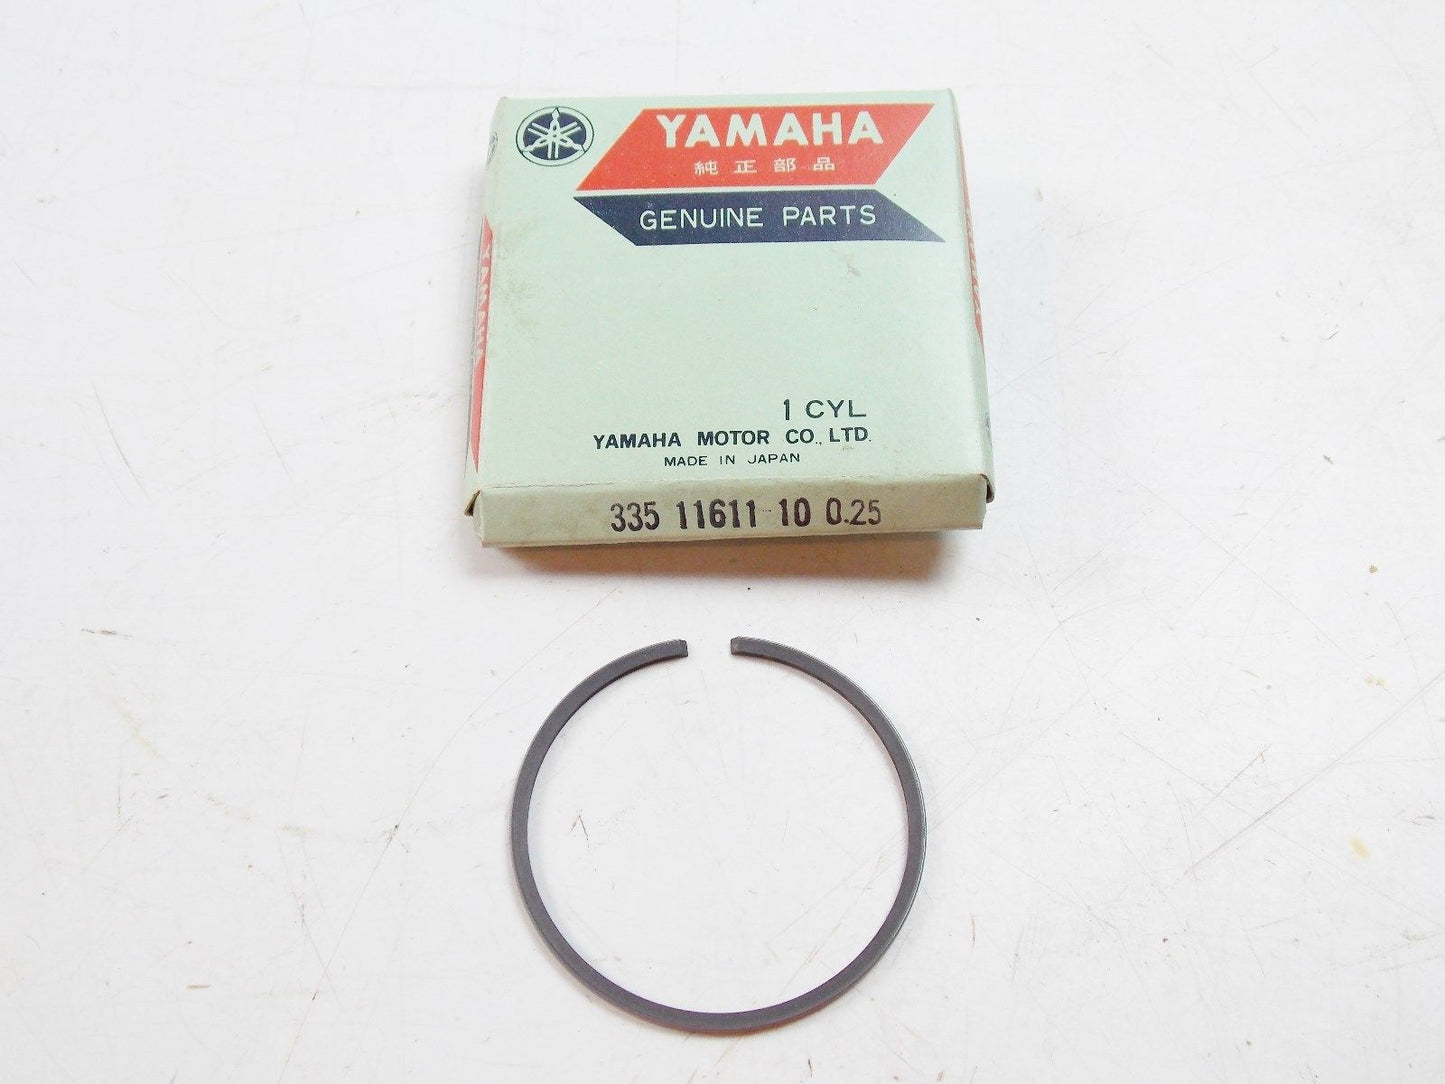 YAMAHA
純正部品
GENUINE PARTS
1 CYL
YAMAHA MOTOR CO., LTD.
MADE IN JAPAN
335 11611 10 0.25
YAMAHA